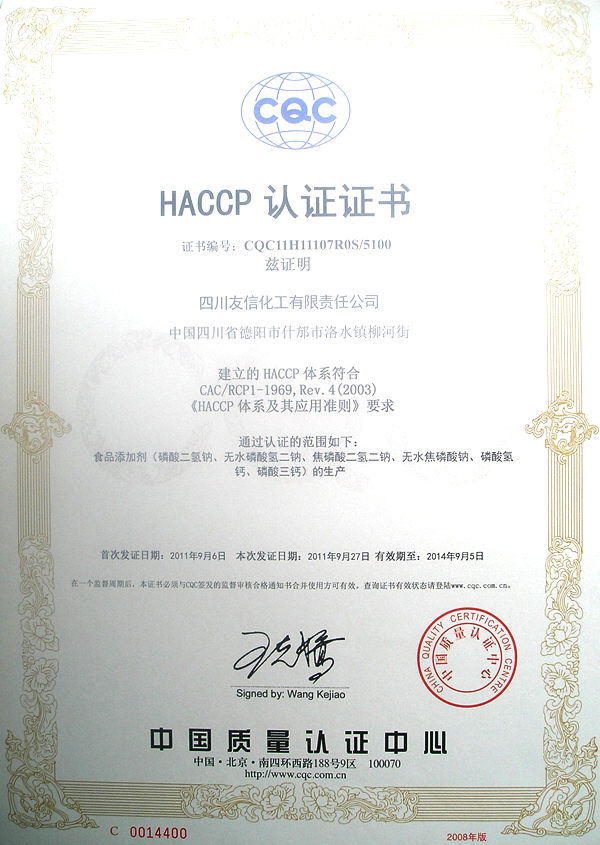 CQC
HACCP 认证证书
证书编号：CQC11H11107R0S/5100
兹证明
四川友信化工有限责任公司
中国四川省德阳市什邡市洛水镇柳河街
建立的 HACCP 体系符合
CAC/RCP1-1969,Rev.4(2003)
《HACCP 体系及其应用准则》要求
通过认证的范围如下：
食品添加剂（磷酸二氢钠、无水磷酸氢二钠、焦磷酸二氢二钠、无水焦磷酸钠、磷酸氢
钙、磷酸三钙）的生产
首次发证日期：2011年9月6日 本次发证日期：2011年9月27日 有效期至：2014年9月5日
在一个监督周期后，本证书必须与CQC签发的监督审核合格通知书合并使用方可有效，查询证书有效状态请登陆www.cqc.com.cn。
王克娇
Signed by: Wang Kejiao
CHINA QUALITY CERTIFICATION CENTRE
中国质量认证中心
中国质量认证中心
中国·北京·南四环西路188号9区 100070
http://www.cqc.com.cn
C 0014400
2008年版